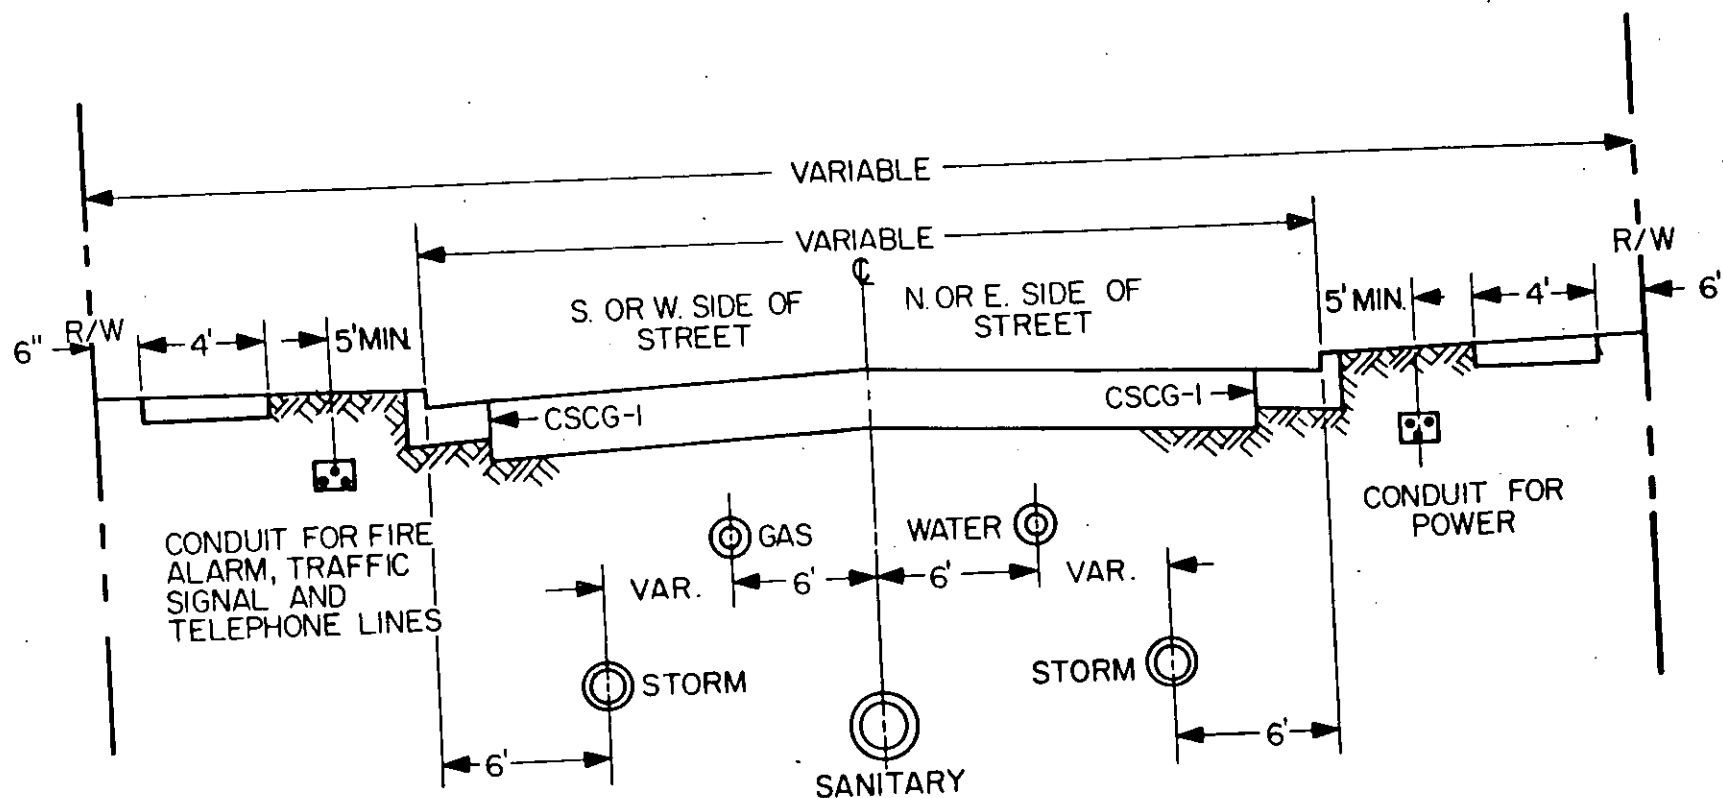 VARIABLE
VARIABLE
R/W
℄
S. OR W. SIDE OF
STREET
N. OR E. SIDE OF
STREET
5' MIN.
4'
6'
6"
R/W
4'
5' MIN.
CSCG-1
CSCG-1
CONDUIT FOR
POWER
GAS
WATER
CONDUIT FOR FIRE
ALARM, TRAFFIC
SIGNAL AND
TELEPHONE LINES
VAR.
6'
6'
VAR.
STORM
STORM
6'
6'
SANITARY